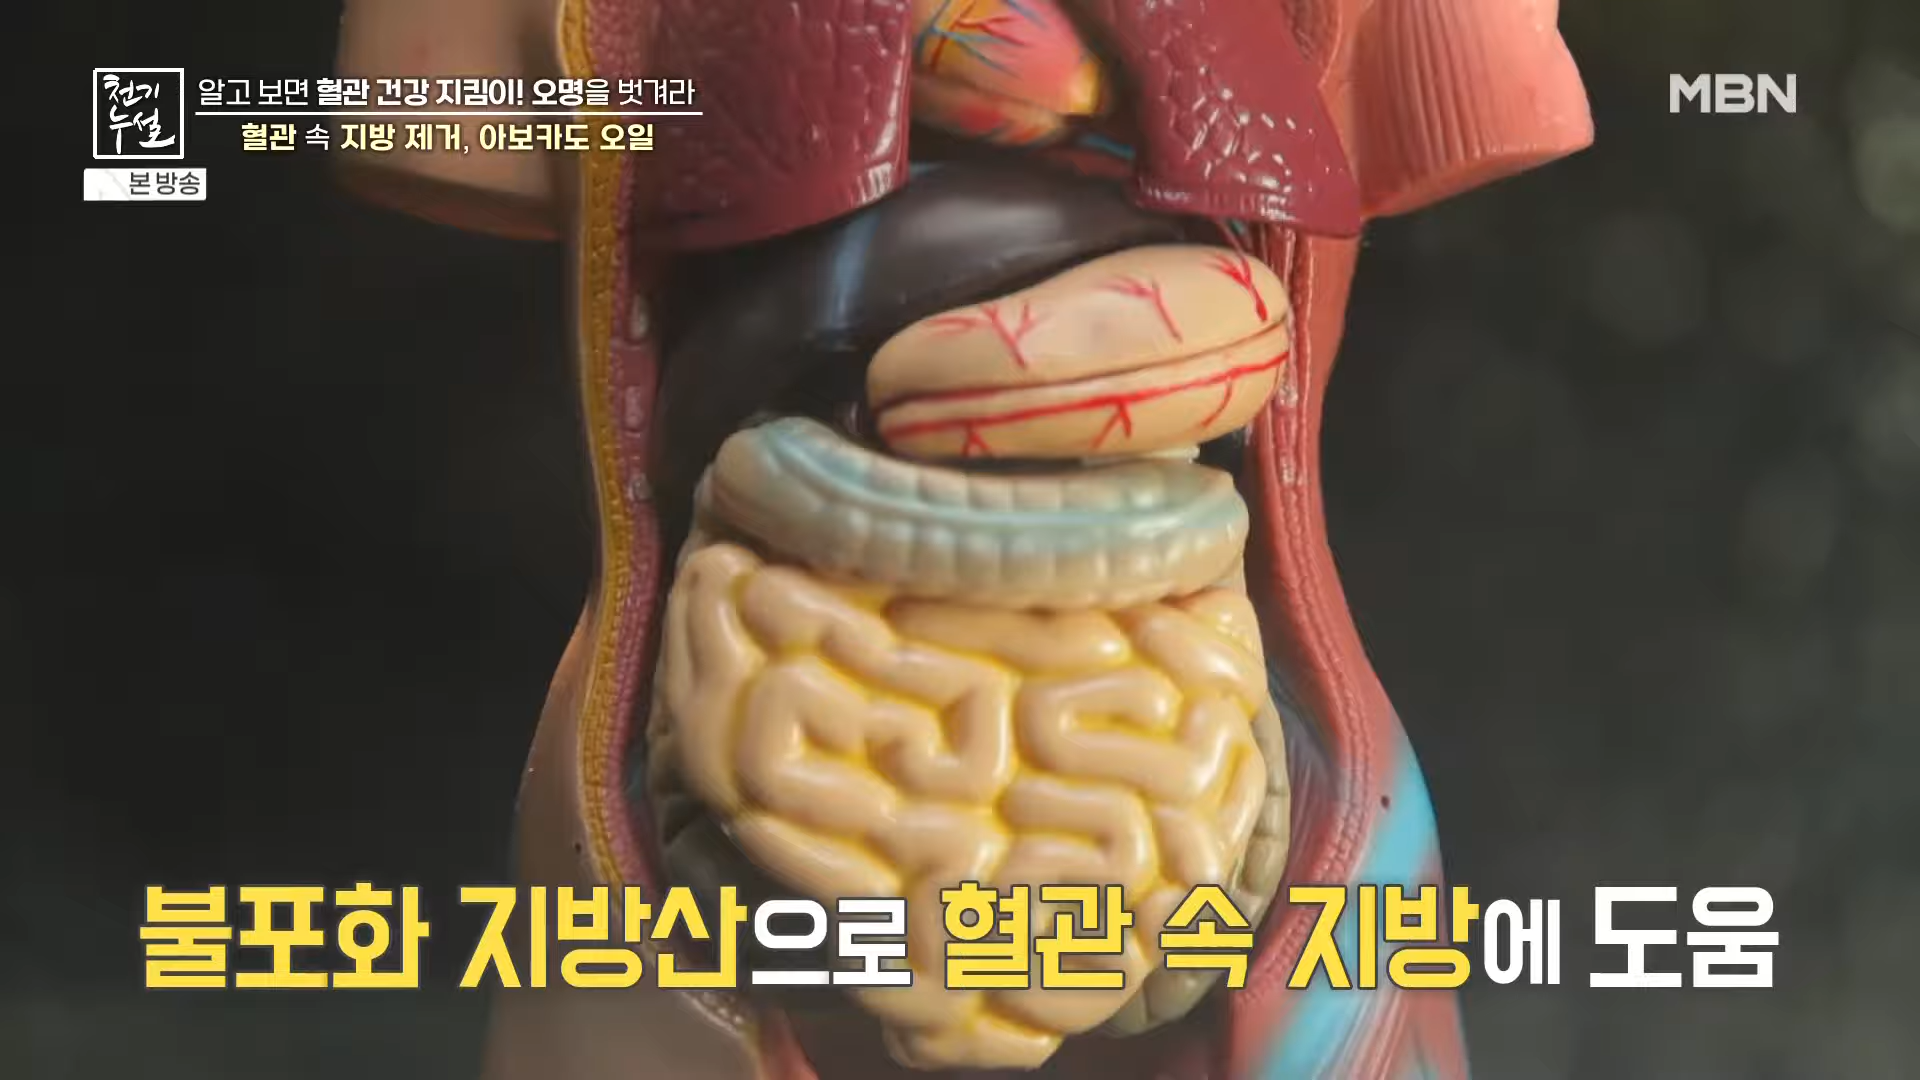 천기누설
알고 보면 혈관 건강 지킴이! 오명을 벗겨라
혈관 속 지방 제거, 아보카도 오일
본방송
MBN
불포화 지방산으로 혈관 속 지방에 도움